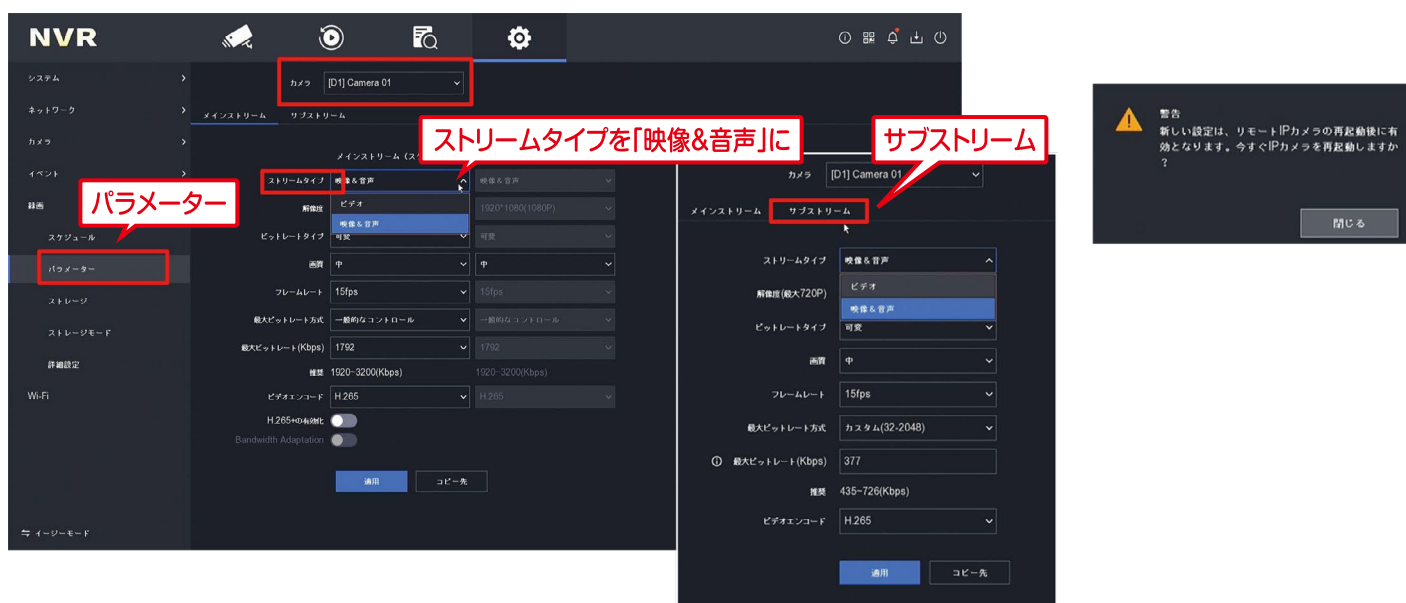 NVR
システム
ネットワーク
カメラ
イベント
録画
スケジュール
パラメーター
ストレージ
ストレージモード
詳細設定
Wi-Fi
イージーモード
パラメーター
カメラ [D1] Camera 01
メインストリーム サブストリーム
ストリームタイプを「映像&音声」に
メインストリーム (ス
ストリームタイプ 映像&音声 映像&音声
ビデオ
映像&音声
解像度 1920*1080(1080P)
ビットレートタイプ 可変 可変
画質 中 中
フレームレート 15fps 15fps
最大ビットレート方式 一般的なコントロール 一般的なコントロール
最大ビットレート(Kbps) 1792 1792
推奨 1920~3200(Kbps) 1920~3200(Kbps)
ビデオエンコード H.265 H.265
H.265+の有効化
Bandwidth Adaptation
適用 コピー先
サブストリーム
カメラ [D1] Camera 01
メインストリーム サブストリーム
ストリームタイプ 映像&音声
ビデオ
映像&音声
解像度(最大720P)
ビットレートタイプ 可変
画質 中
フレームレート 15fps
最大ビットレート方式 カスタム(32-2048)
最大ビットレート(Kbps) 377
推奨 435~726(Kbps)
ビデオエンコード H.265
適用 コピー先
警告
新しい設定は、リモートIPカメラの再起動後に有
効となります。今すぐIPカメラを再起動しますか
?
閉じる